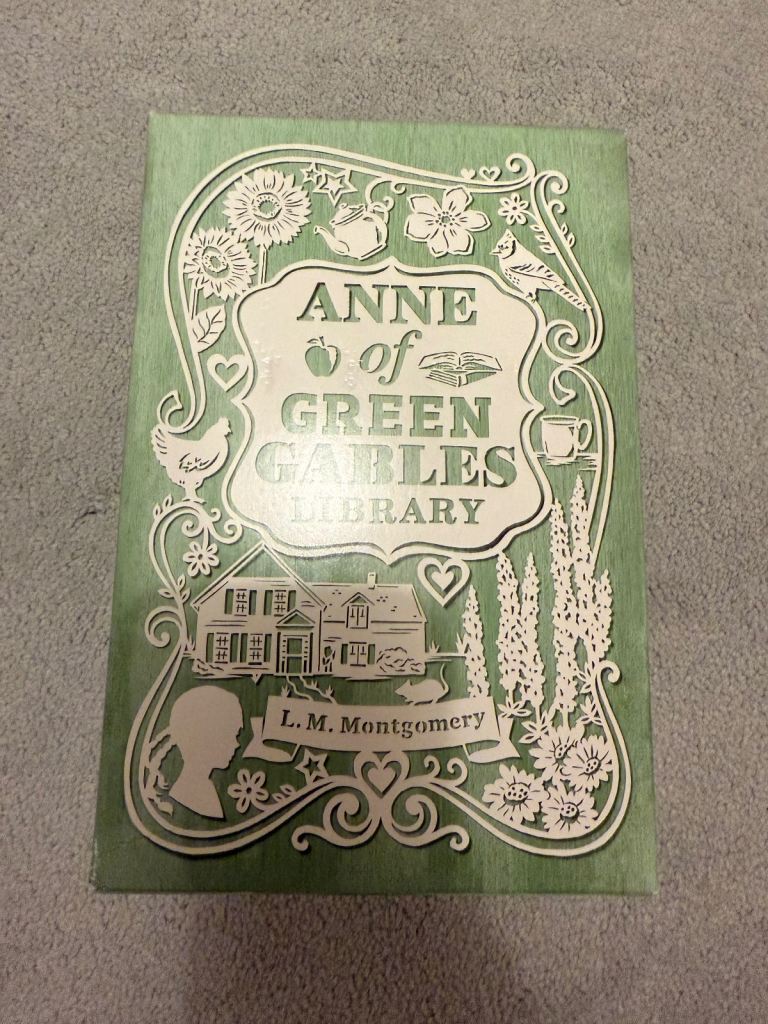 ANNE
of
GREEN
GABLES
LIBRARY
L. M. Montgomery